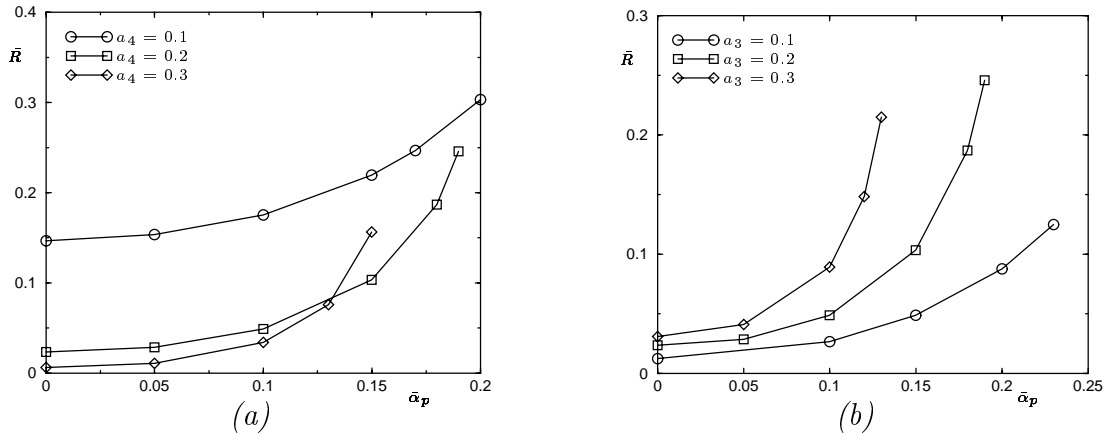 0.4
R̄
a₄ = 0.1
a₄ = 0.2
a₄ = 0.3
0.3
0.2
0.1
0
0 0.05 0.1 0.15 0.2
ᾱₚ
(a)
0.3
R̄
a₃ = 0.1
a₃ = 0.2
a₃ = 0.3
0.2
0.1
0
0 0.05 0.1 0.15 0.2 0.25
ᾱₚ
(b)